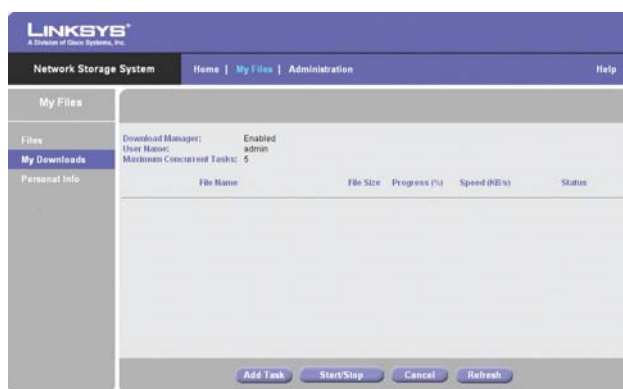 LINKSYS®
A Division of Cisco Systems, Inc.
Network Storage System Home | My Files | Administration Help
My Files
Files
My Downloads
Personal Info
Download Manager: Enabled
User Name: admin
Maximum Concurrent Tasks: 5
File Name File Size Progress (%) Speed (KB/s) Status
Add Task Start/Stop Cancel Refresh